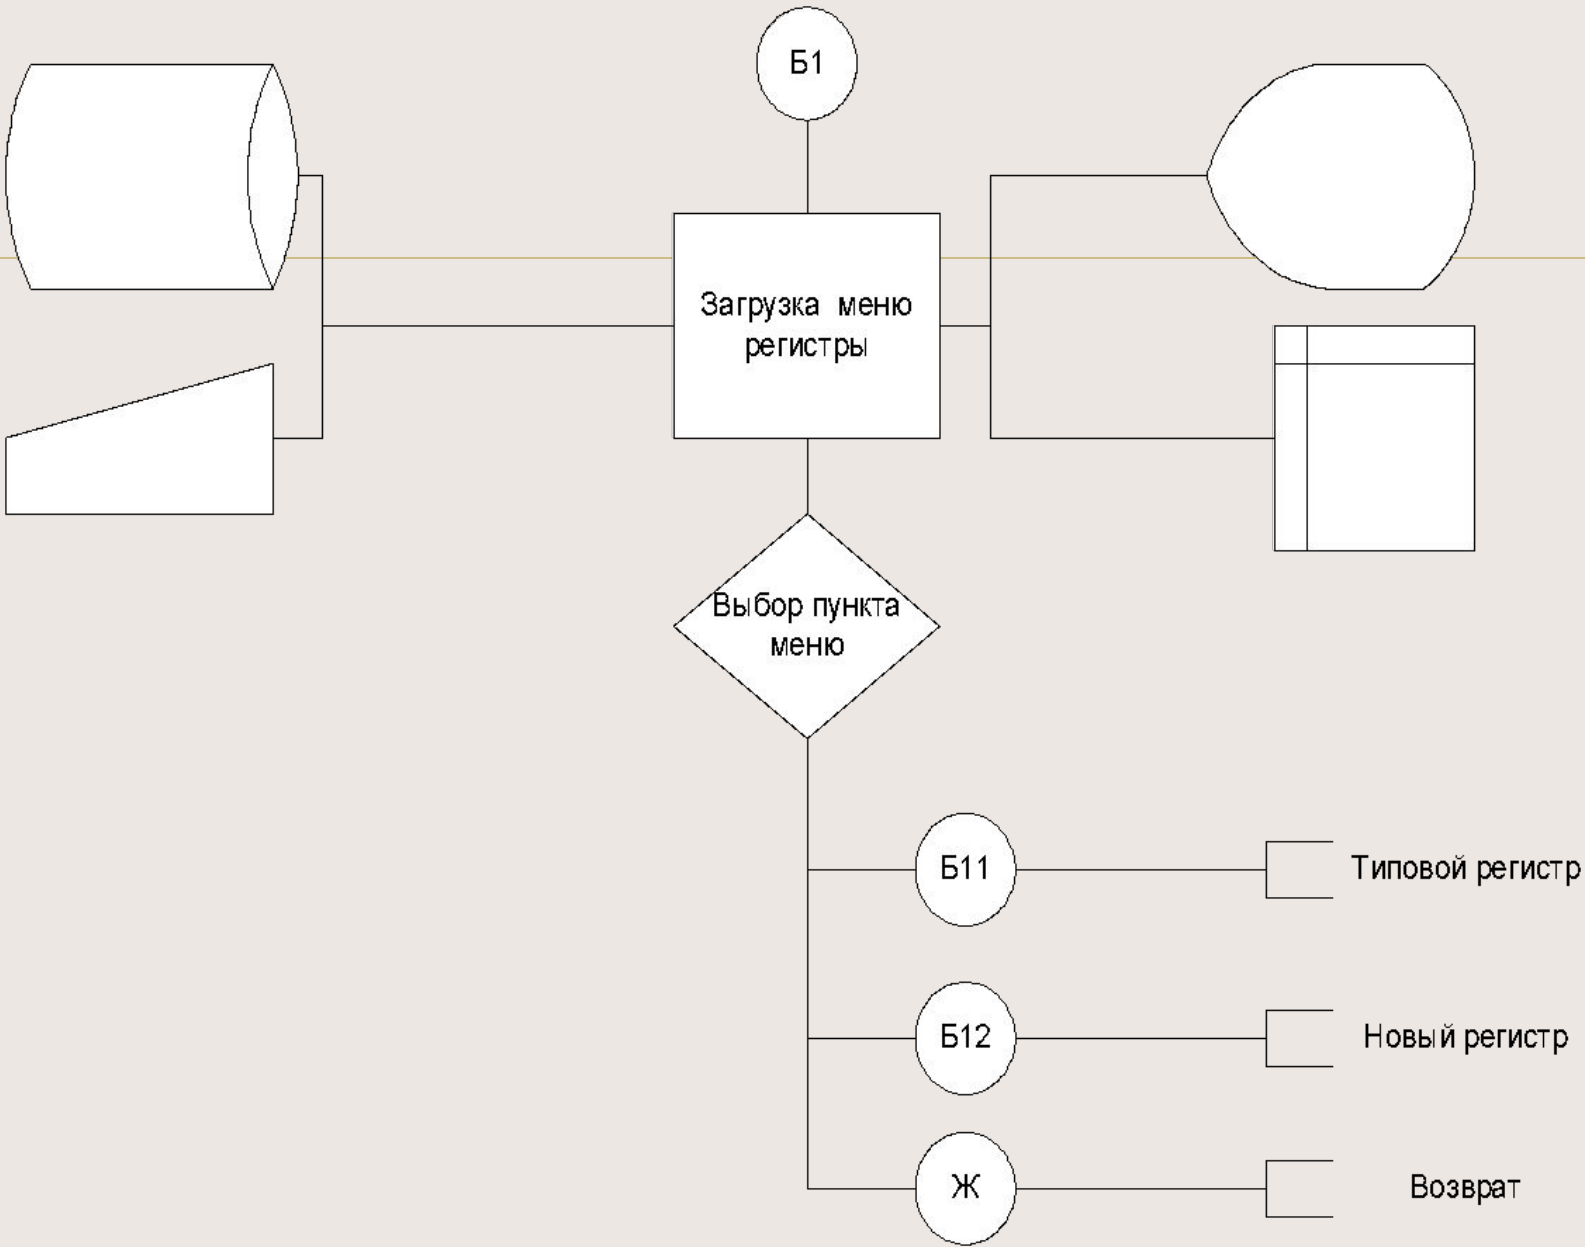 Б1
Загрузка меню
регистры
Выбор пункта
меню
Б11
Типовой регистр
Б12
Новый регистр
Ж
Возврат